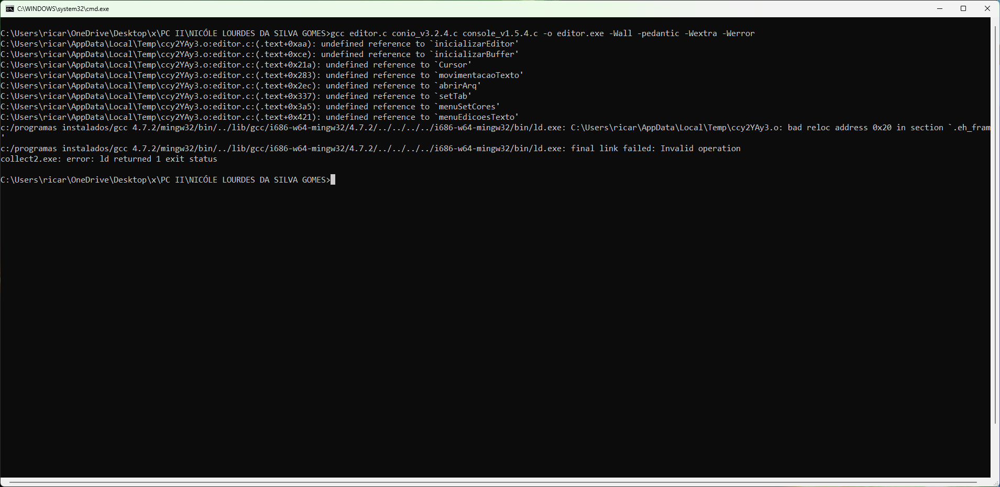 C:\WINDOWS\system32\cmd.exe
C:\Users\ricar\OneDrive\Desktop\x\PC II\NICÓLE LOURDES DA SILVA GOMES>gcc editor.c conio_v3.2.4.c console_v1.5.4.c -o editor.exe -Wall -pedantic -Wextra -Werror
C:\Users\ricar\AppData\Local\Temp\ccy2YAy3.o:editor.c:(.text+0xaa): undefined reference to `inicializarEditor'
C:\Users\ricar\AppData\Local\Temp\ccy2YAy3.o:editor.c:(.text+0xce): undefined reference to `inicializarBuffer'
C:\Users\ricar\AppData\Local\Temp\ccy2YAy3.o:editor.c:(.text+0x21a): undefined reference to `Cursor'
C:\Users\ricar\AppData\Local\Temp\ccy2YAy3.o:editor.c:(.text+0x283): undefined reference to `movimentacaoTexto'
C:\Users\ricar\AppData\Local\Temp\ccy2YAy3.o:editor.c:(.text+0x2ec): undefined reference to `abrirArq'
C:\Users\ricar\AppData\Local\Temp\ccy2YAy3.o:editor.c:(.text+0x337): undefined reference to `setTab'
C:\Users\ricar\AppData\Local\Temp\ccy2YAy3.o:editor.c:(.text+0x3a5): undefined reference to `menuSetCores'
C:\Users\ricar\AppData\Local\Temp\ccy2YAy3.o:editor.c:(.text+0x421): undefined reference to `menuEdicoesTexto'
c:/programas instalados/gcc 4.7.2/mingw32/bin/../lib/gcc/i686-w64-mingw32/4.7.2/../../../../i686-w64-mingw32/bin/ld.exe: C:\Users\ricar\AppData\Local\Temp\ccy2YAy3.o: bad reloc address 0x20 in section `.eh_fram
'
c:/programas instalados/gcc 4.7.2/mingw32/bin/../lib/gcc/i686-w64-mingw32/4.7.2/../../../../i686-w64-mingw32/bin/ld.exe: final link failed: Invalid operation
collect2.exe: error: ld returned 1 exit status
C:\Users\ricar\OneDrive\Desktop\x\PC II\NICÓLE LOURDES DA SILVA GOMES>